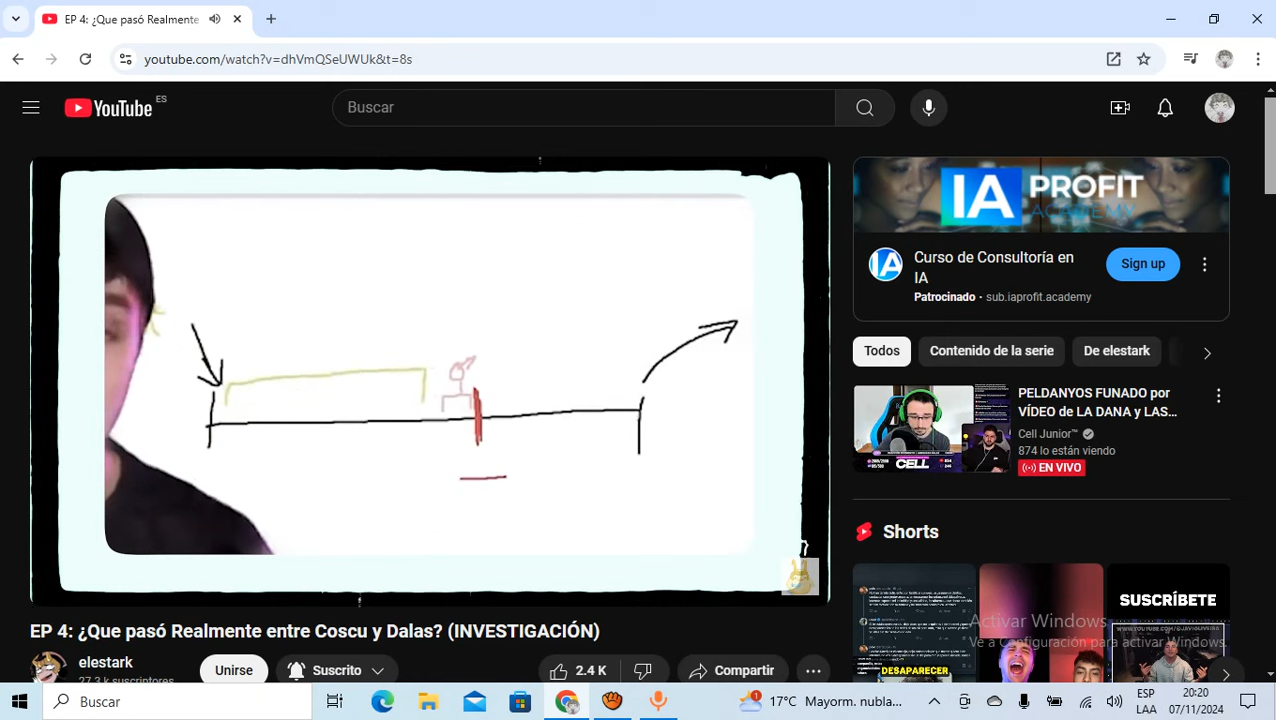 EP 4: ¿Que pasó Realmente
youtube.com/watch?v=dhVmQSeUWUk&t=8s
YouTube ES
Buscar
IA PROFIT
ACADEMY
Curso de Consultoría en
IA
Sign up
Patrocinado · sub.iaprofit.academy
Todos
Contenido de la serie
De elestark
PELDANYOS FUNADO por
VÍDEO de LA DANA y LAS...
Cell Junior™
874 lo están viendo
EN VIVO
CELL
Shorts
SUSCRÍBETE
DESAPARECER
Activar Windows
Ve a Configuración para activar Windows.
EP 4: ¿Que pasó Realmente entre Conter y Dalas? (INVESTIGACIÓN)
elestark
27.3 k suscriptores
Unirse
Suscrito
2.4 K
Compartir
Buscar
17°C Mayorm. nubla...
ESP
LAA
20:20
07/11/2024